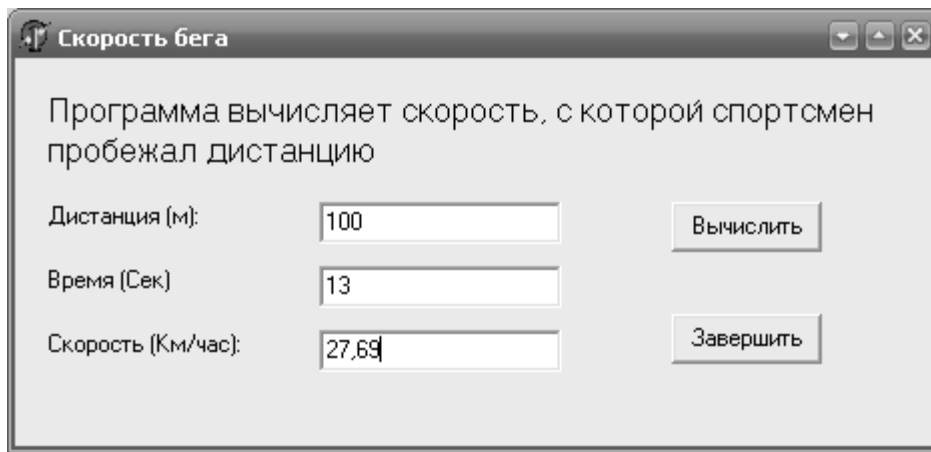 Скорость бега
Программа вычисляет скорость, с которой спортсмен
пробежал дистанцию
Дистанция (м):
100
Вычислить
Время (Сек)
13
Скорость (Км/час):
27,69
Завершить